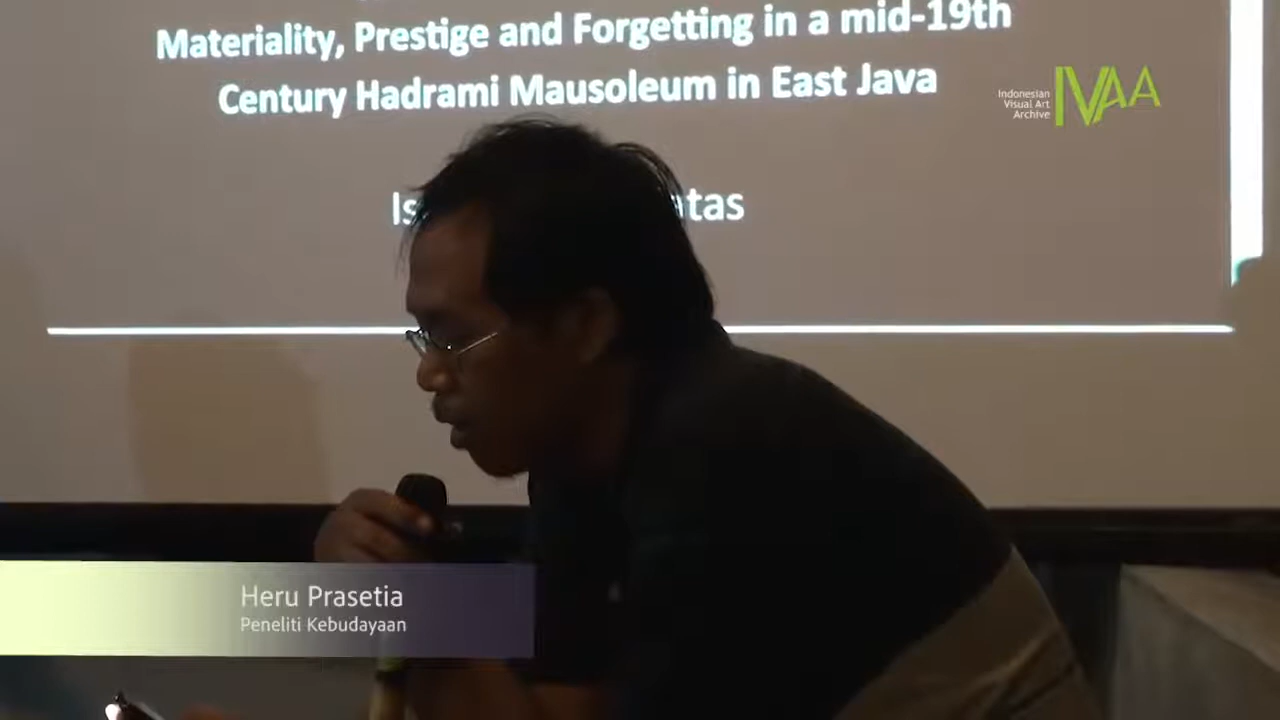 Materiality, Prestige and Forgetting in a mid-19th
Century Hadrami Mausoleum in East Java
Indonesian
Visual Art
Archive
IVAA
Heru Prasetia
Peneliti Kebudayaan